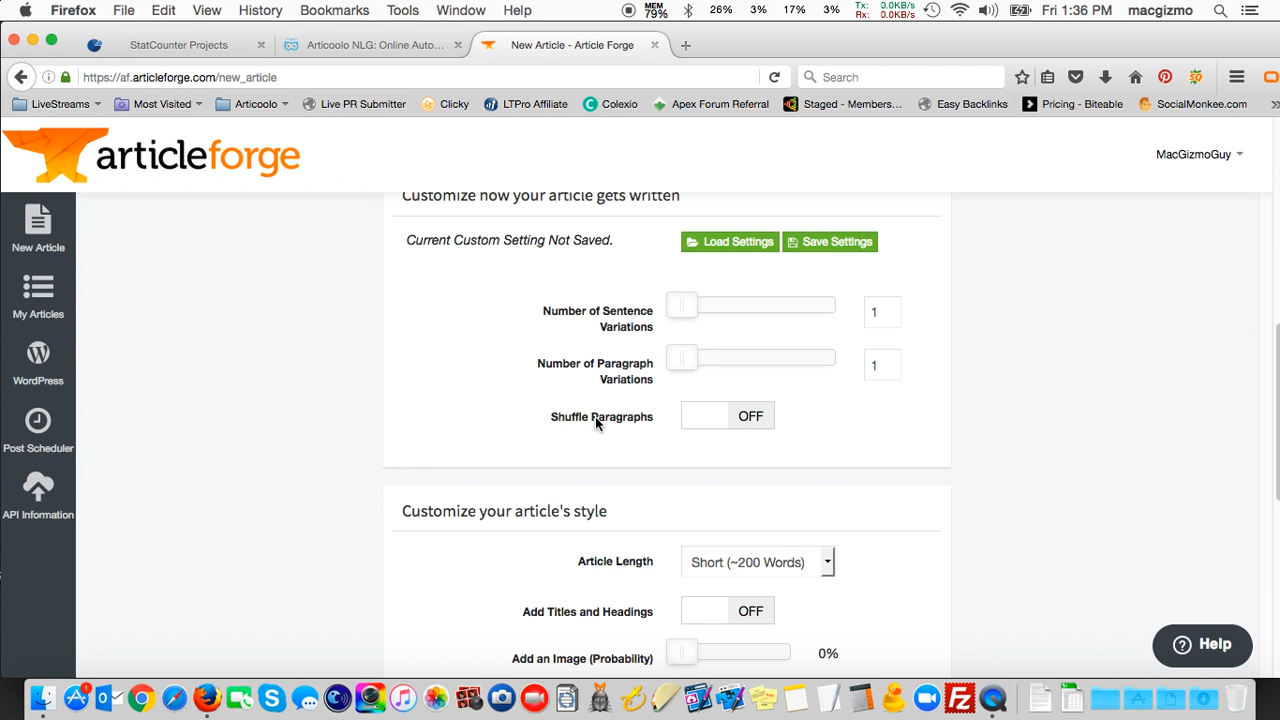 Firefox File Edit View History Bookmarks Tools Window Help MEM 79% 26% 3% 17% 3% Tx: 0.0KB/s Rx: 0.0KB/s Fri 1:36 PM macgizmo
StatCounter Projects × Articoolo NLG: Online Auto... × New Article - Article Forge × +
https://af.articleforge.com/new_article Search
LiveStreams Most Visited Articoolo Live PR Submitter Clicky LTPro Affiliate Colexio Apex Forum Referral Staged - Members... Easy Backlinks Pricing - Biteable SocialMonkee.com »
articleforge
MacGizmoGuy
New Article
My Articles
WordPress
Post Scheduler
API Information
Customize how your article gets written
Current Custom Setting Not Saved. Load Settings Save Settings
Number of Sentence
Variations
1
Number of Paragraph
Variations
1
Shuffle Paragraphs OFF
Customize your article's style
Article Length Short (~200 Words)
Add Titles and Headings OFF
Add an Image (Probability) 0%
Help